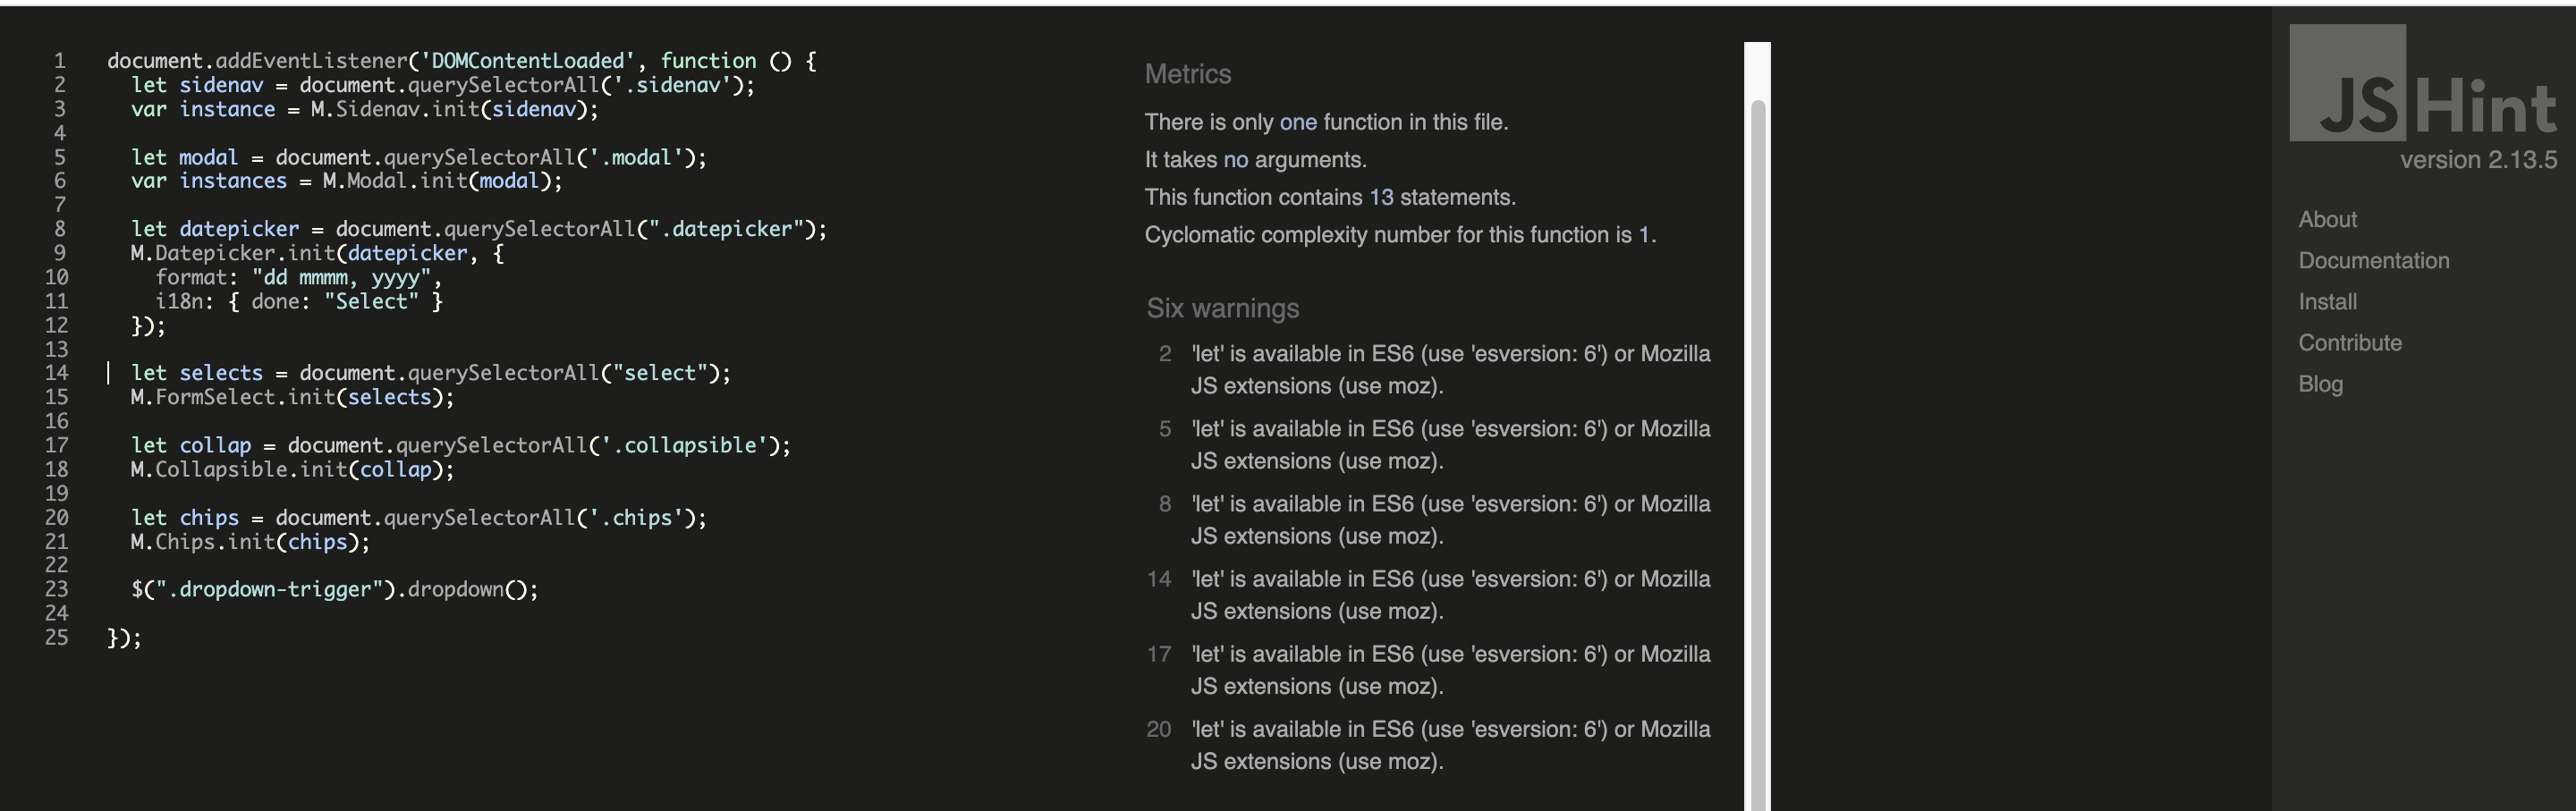 1 document.addEventListener('DOMContentLoaded', function () {
2 let sidenav = document.querySelectorAll('.sidenav');
3 var instance = M.Sidenav.init(sidenav);
4
5 let modal = document.querySelectorAll('.modal');
6 var instances = M.Modal.init(modal);
7
8 let datepicker = document.querySelectorAll(".datepicker");
9 M.Datepicker.init(datepicker, {
10 format: "dd mmmm, yyyy",
11 i18n: { done: "Select" }
12 });
13
14 let selects = document.querySelectorAll("select");
15 M.FormSelect.init(selects);
16
17 let collap = document.querySelectorAll('.collapsible');
18 M.Collapsible.init(collap);
19
20 let chips = document.querySelectorAll('.chips');
21 M.Chips.init(chips);
22
23 $(".dropdown-trigger").dropdown();
24
25 });
Metrics
There is only one function in this file.
It takes no arguments.
This function contains 13 statements.
Cyclomatic complexity number for this function is 1.
Six warnings
2 'let' is available in ES6 (use 'esversion: 6') or Mozilla
JS extensions (use moz).
5 'let' is available in ES6 (use 'esversion: 6') or Mozilla
JS extensions (use moz).
8 'let' is available in ES6 (use 'esversion: 6') or Mozilla
JS extensions (use moz).
14 'let' is available in ES6 (use 'esversion: 6') or Mozilla
JS extensions (use moz).
17 'let' is available in ES6 (use 'esversion: 6') or Mozilla
JS extensions (use moz).
20 'let' is available in ES6 (use 'esversion: 6') or Mozilla
JS extensions (use moz).
JSHint
version 2.13.5
About
Documentation
Install
Contribute
Blog